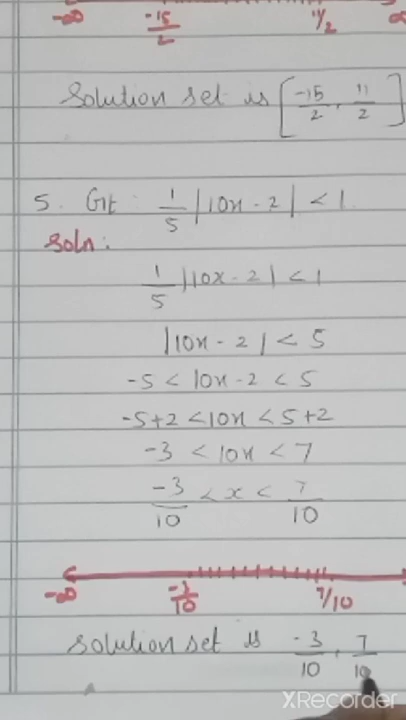 -∞ -15/2 11/2 ∞
Solution set is [-15/2, 11/2]
5. Gt: 1/5 |10x - 2| < 1
Soln:
1/5 |10x - 2| < 1
|10x - 2| < 5
-5 < 10x - 2 < 5
-5+2 < 10x < 5+2
-3 < 10x < 7
-3/10 < x < 7/10
-∞ -3/10 7/10
Solution set is -3/10, 7/10
XRecorder